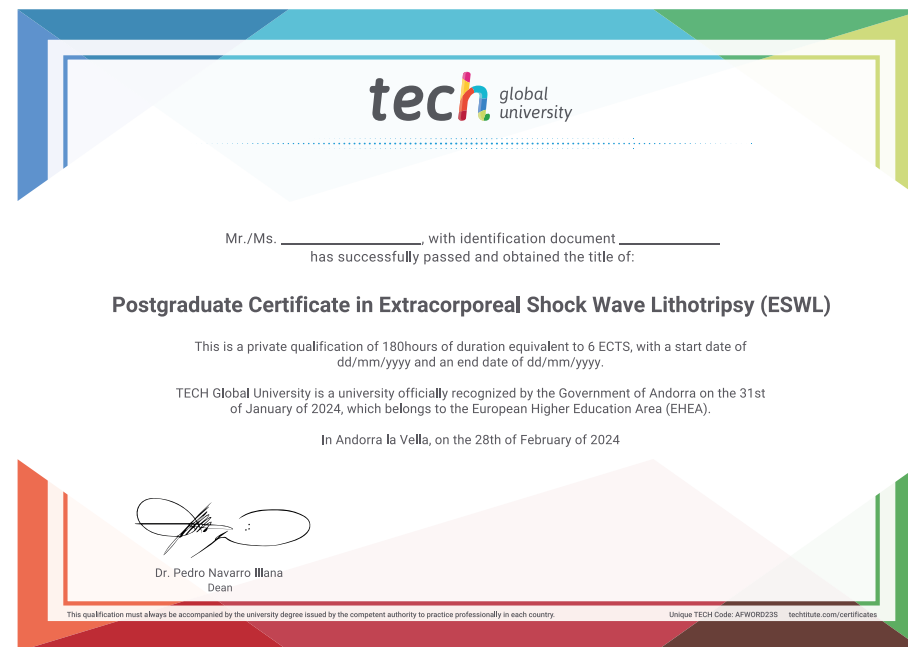 tech global
university
Mr./Ms. ____________________, with identification document ______________
has successfully passed and obtained the title of:
Postgraduate Certificate in Extracorporeal Shock Wave Lithotripsy (ESWL)
This is a private qualification of 180hours of duration equivalent to 6 ECTS, with a start date of
dd/mm/yyyy and an end date of dd/mm/yyyy.
TECH Global University is a university officially recognized by the Government of Andorra on the 31st
of January of 2024, which belongs to the European Higher Education Area (EHEA).
In Andorra la Vella, on the 28th of February of 2024
Dr. Pedro Navarro Illana
Dean
This qualification must always be accompanied by the university degree issued by the competent authority to practice professionally in each country.
Unique TECH Code: AFWORD23S techtitute.com/certificates